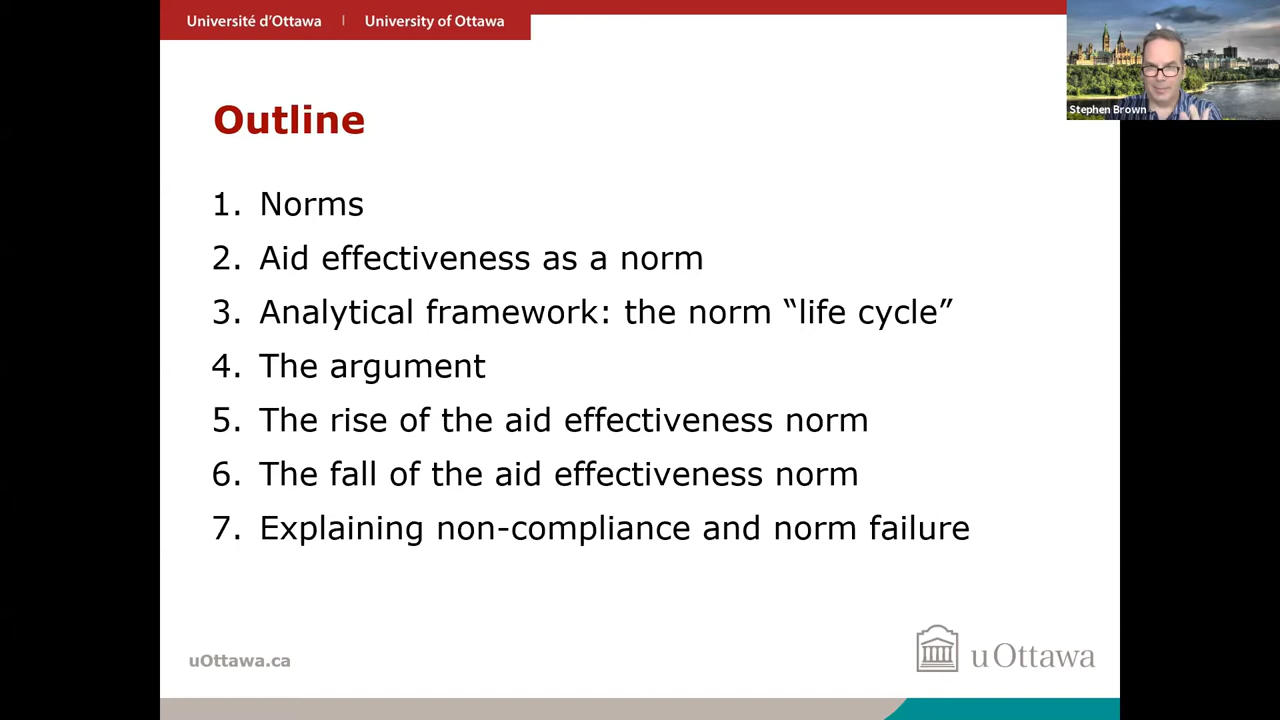 Université d'Ottawa | University of Ottawa
Stephen Brown
Outline
1. Norms
2. Aid effectiveness as a norm
3. Analytical framework: the norm “life cycle”
4. The argument
5. The rise of the aid effectiveness norm
6. The fall of the aid effectiveness norm
7. Explaining non-compliance and norm failure
uOttawa.ca
uOttawa